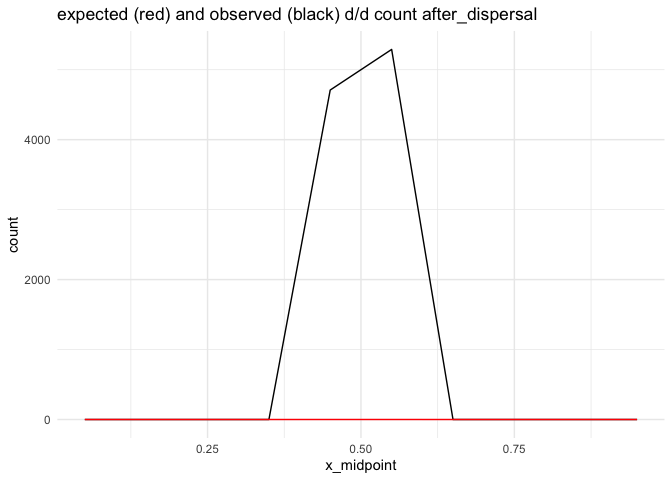 expected (red) and observed (black) d/d count after_dispersal
count
4000
2000
0
0.25
0.50
0.75
x_midpoint